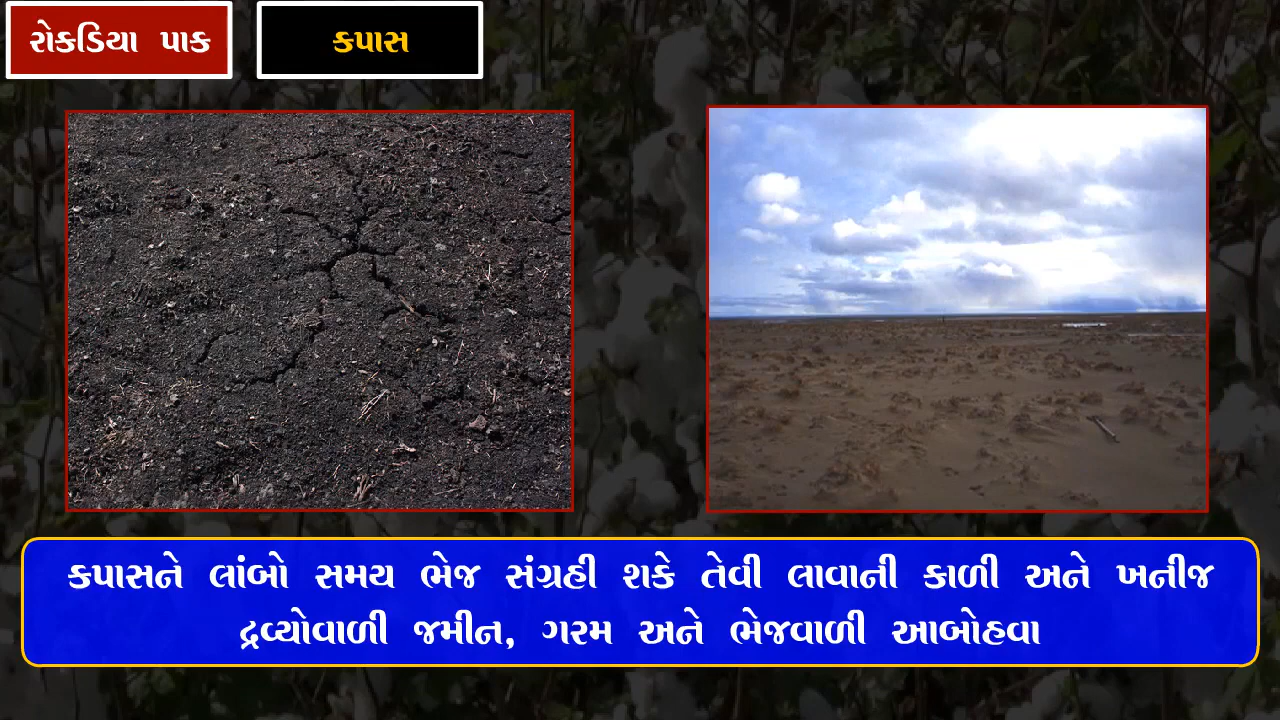 રોકડિયા પાક
કપાસ
કપાસને લાંબો સમય ભેજ સંગ્રહી શકે તેવી લાવાની કાળી અને ખનીજ
દ્રવ્યોવાળી જમીન, ગરમ અને ભેજવાળી આબોહવા